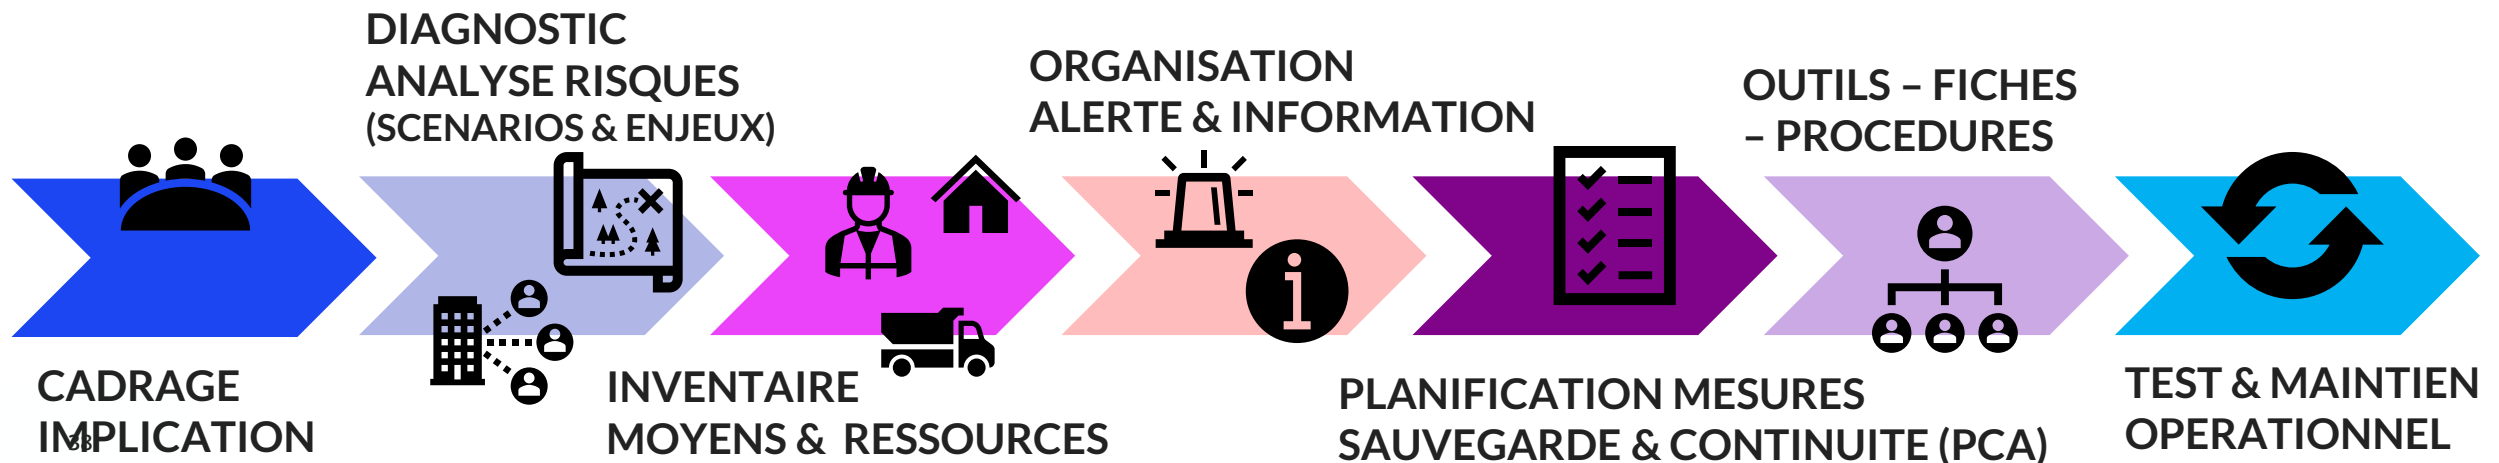 DIAGNOSTIC
ANALYSE RISQUES
(SCENARIOS & ENJEUX)
ORGANISATION
ALERTE & INFORMATION
OUTILS – FICHES
– PROCEDURES
CADRAGE
IMPLICATION
38
INVENTAIRE
MOYENS & RESSOURCES
PLANIFICATION MESURES
SAUVEGARDE & CONTINUITE (PCA)
TEST & MAINTIEN
OPERATIONNEL